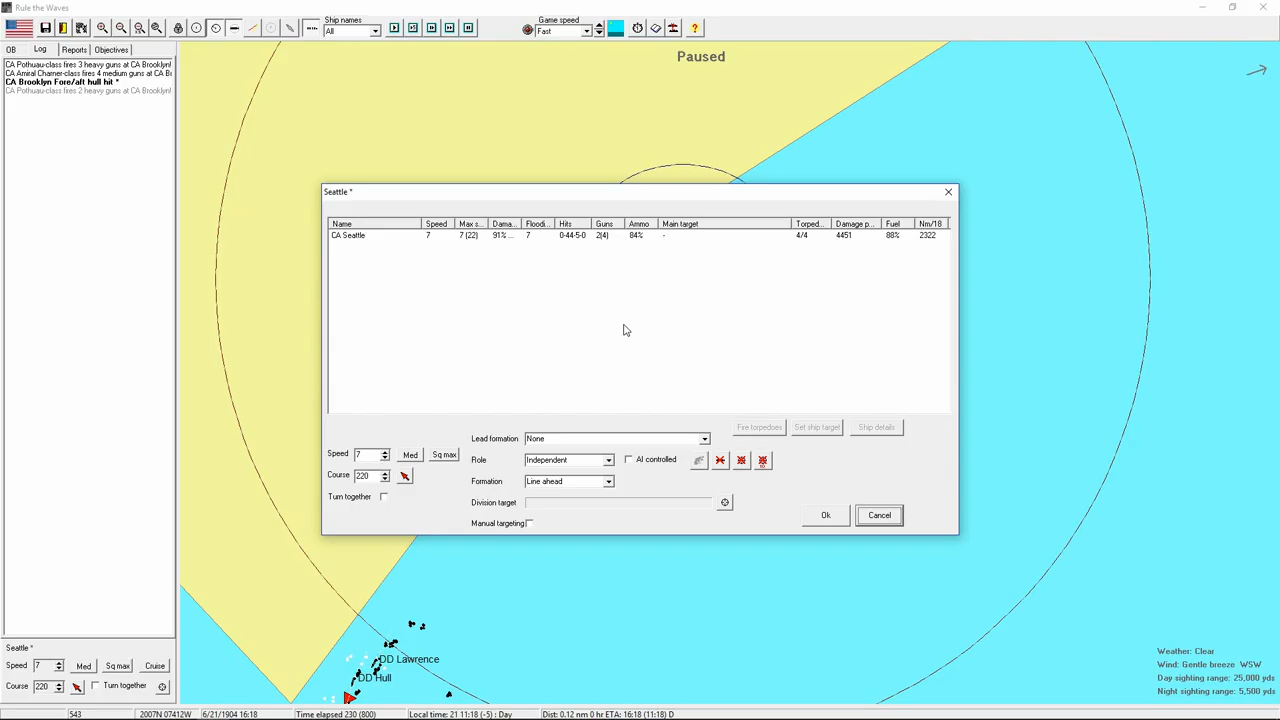 Rule the Waves
Ship names
All
Game speed
Fast
OB Log Reports Objectives
CA Pothuau-class fires 3 heavy guns at CA Brooklyn!
CA Amiral Charner-class fires 4 medium guns at CA B
CA Brooklyn Fore/aft hull hit *
CA Pothuau-class fires 2 heavy guns at CA Brooklyn!
Paused
Seattle *
Name Speed Max s... Dama... Floodi... Hits Guns Ammo Main target Torped... Damage p... Fuel Nm/18
CA Seattle 7 7 (22) 91% ... 7 0-44-5-0 2(4) 84% - 4/4 4451 88% 2322
Fire torpedoes Set ship target Ship details
Lead formation None
Speed 7 Med Sq max
Role Independent AI controlled
Course 220
Formation Line ahead
Turn together
Division target
Manual targeting
Ok Cancel
DD Lawrence
DD Hull
Seattle *
Speed 7 Med Sq max Cruise
Course 220 Turn together
Weather: Clear
Wind: Gentle breeze WSW
Day sighting range: 25,000 yds
Night sighting range: 5,500 yds
543 2007N 07412W 6/21/1904 16:18 Time elapsed 230 (800) Local time: 21 11:18 (-5) : Day Dist: 0.12 nm 0 hr ETA: 16:18 (11:18) D